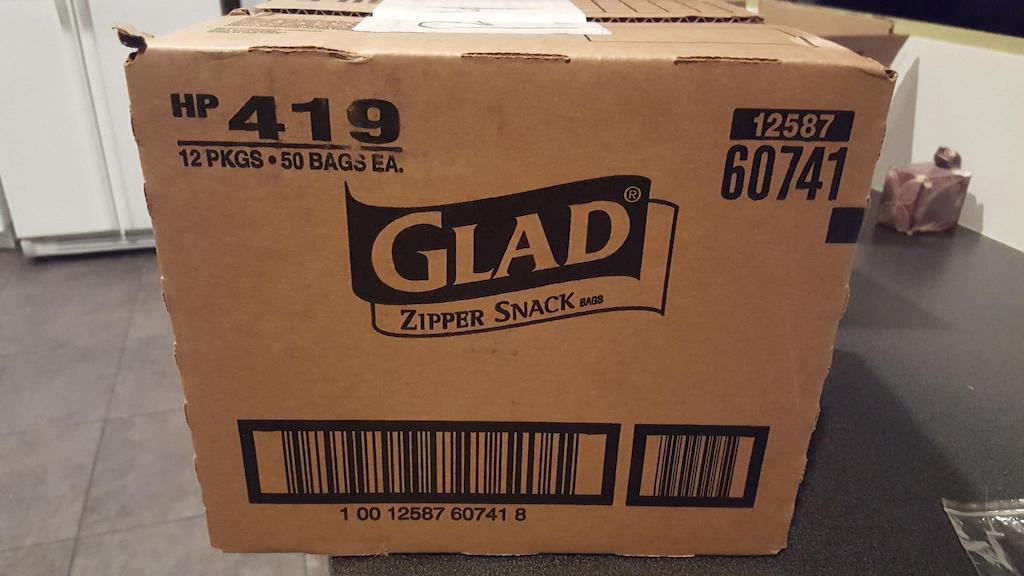 HP 419
12 PKGS • 50 BAGS EA.
12587
60741
GLAD®
ZIPPER SNACK BAGS
1 00 12587 60741 8